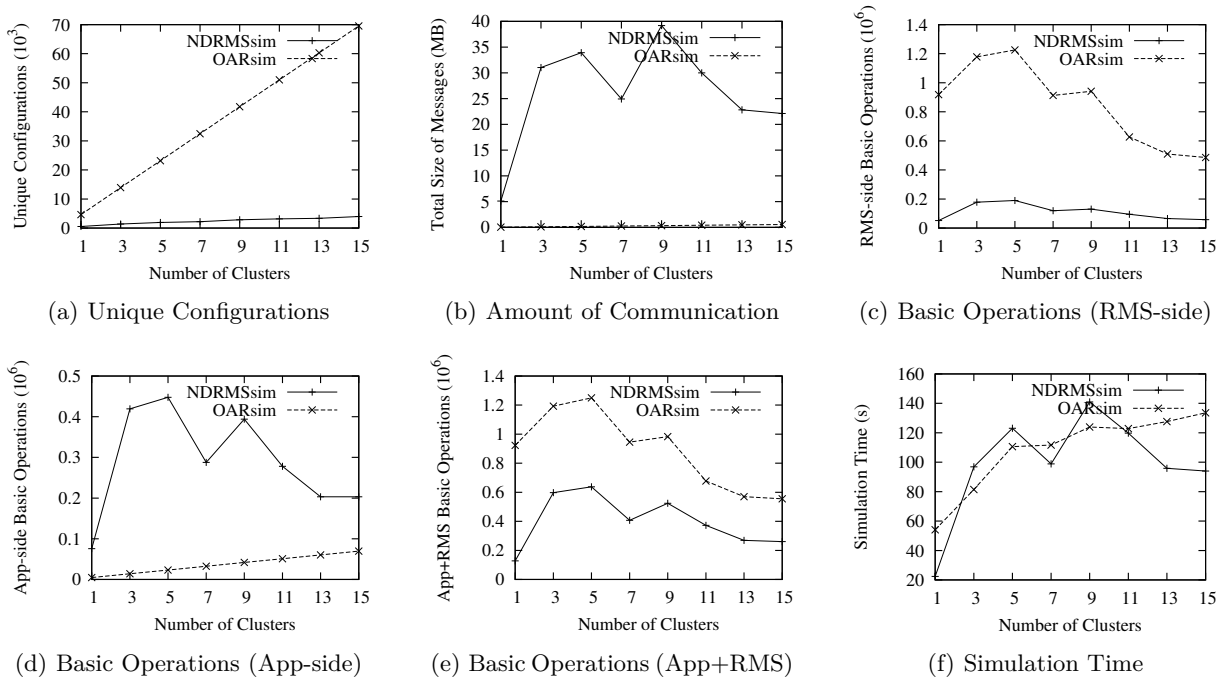 Unique Configurations (10^3)
70
60
50
40
30
20
10
0
NDRMSsim
OARsim
1 3 5 7 9 11 13 15
Number of Clusters
(a) Unique Configurations
Total Size of Messages (MB)
40
35
30
25
20
15
10
5
0
NDRMSsim
OARsim
1 3 5 7 9 11 13 15
Number of Clusters
(b) Amount of Communication
RMS-side Basic Operations (10^6)
1.4
1.2
1
0.8
0.6
0.4
0.2
0
NDRMSsim
OARsim
1 3 5 7 9 11 13 15
Number of Clusters
(c) Basic Operations (RMS-side)
App-side Basic Operations (10^6)
0.5
0.4
0.3
0.2
0.1
0
NDRMSsim
OARsim
1 3 5 7 9 11 13 15
Number of Clusters
(d) Basic Operations (App-side)
App+RMS Basic Operations (10^6)
1.4
1.2
1
0.8
0.6
0.4
0.2
0
NDRMSsim
OARsim
1 3 5 7 9 11 13 15
Number of Clusters
(e) Basic Operations (App+RMS)
Simulation Time (s)
160
140
120
100
80
60
40
20
NDRMSsim
OARsim
1 3 5 7 9 11 13 15
Number of Clusters
(f) Simulation Time